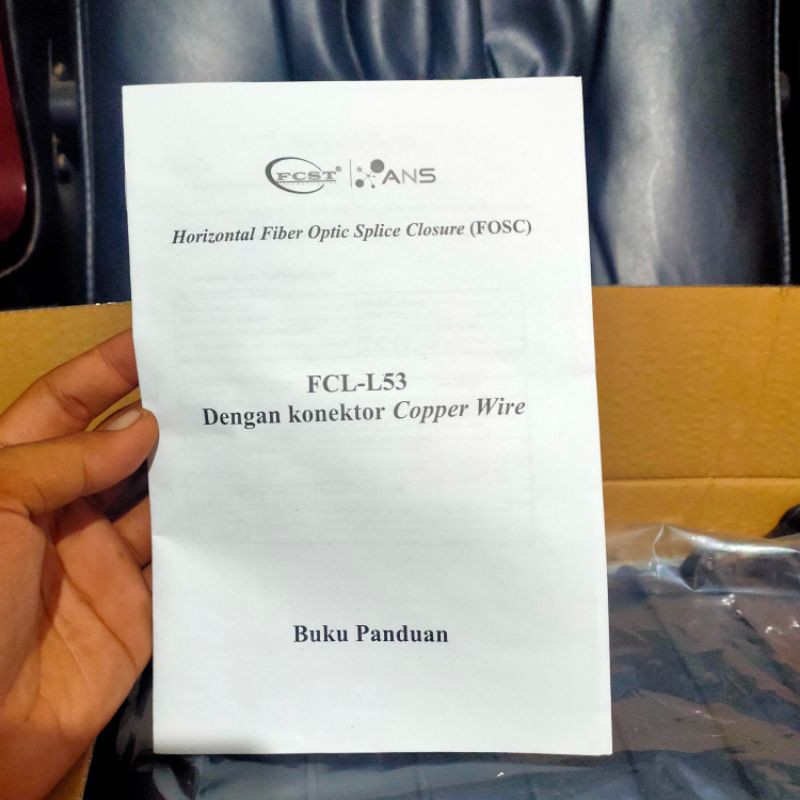 FCST® ANS
Horizontal Fiber Optic Splice Closure (FOSC)
FCL-L53
Dengan konektor Copper Wire
Buku Panduan